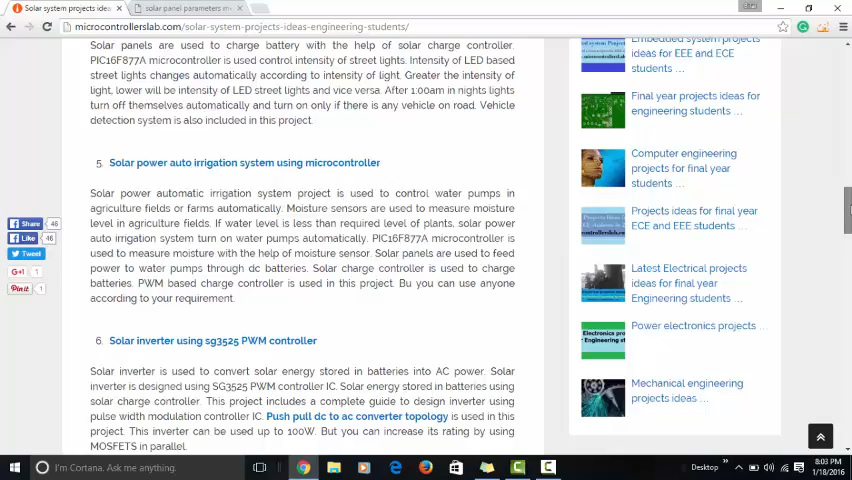 Solar system projects ides
solar panel parameters m
microcontrollerslab.com/solar-system-projects-ideas-engineering-students/
Solar panels are used to charge battery with the help of solar charge controller.
PIC16F877A microcontroller is used control intensity of street lights. Intensity of LED based
street lights changes automatically according to intensity of light. Greater the intensity of
light, lower will be intensity of LED street lights and vice versa. After 1:00am in nights lights
turn off themselves automatically and turn on only if there is any vehicle on road. Vehicle
detection system is also included in this project.
5. Solar power auto irrigation system using microcontroller
Solar power automatic irrigation system project is used to control water pumps in
agriculture fields or farms automatically. Moisture sensors are used to measure moisture
level in agriculture fields. If water level is less than required level of plants, solar power
auto irrigation system turn on water pumps automatically. PIC16F877A microcontroller is
used to measure moisture with the help of moisture sensor. Solar panels are used to feed
power to water pumps through dc batteries. Solar charge controller is used to charge
batteries. PWM based charge controller is used in this project. Bu you can use anyone
according to your requirement.
6. Solar inverter using sg3525 PWM controller
Solar inverter is used to convert solar energy stored in batteries into AC power. Solar
inverter is designed using SG3525 PWM controller IC. Solar energy stored in batteries using
solar charge controller. This project includes a complete guide to design inverter using
pulse width modulation controller IC. Push pull dc to ac converter topology is used in this
project. This inverter can be used up to 100W. But you can increase its rating by using
MOSFETS in parallel.
Share 46
Like 46
Tweet
G+1 1
Pin it 1
Embedded system projects
ideas for EEE and ECE
students ...
Final year projects ideas for
engineering students ...
Computer engineering
projects for final year
students ...
Projects ideas for final year
ECE and EEE students ...
Latest Electrical projects
ideas for final year
Engineering students ...
Power electronics projects ...
Mechanical engineering
projects ideas ...
I'm Cortana. Ask me anything.
Desktop
8:03 PM
1/18/2016